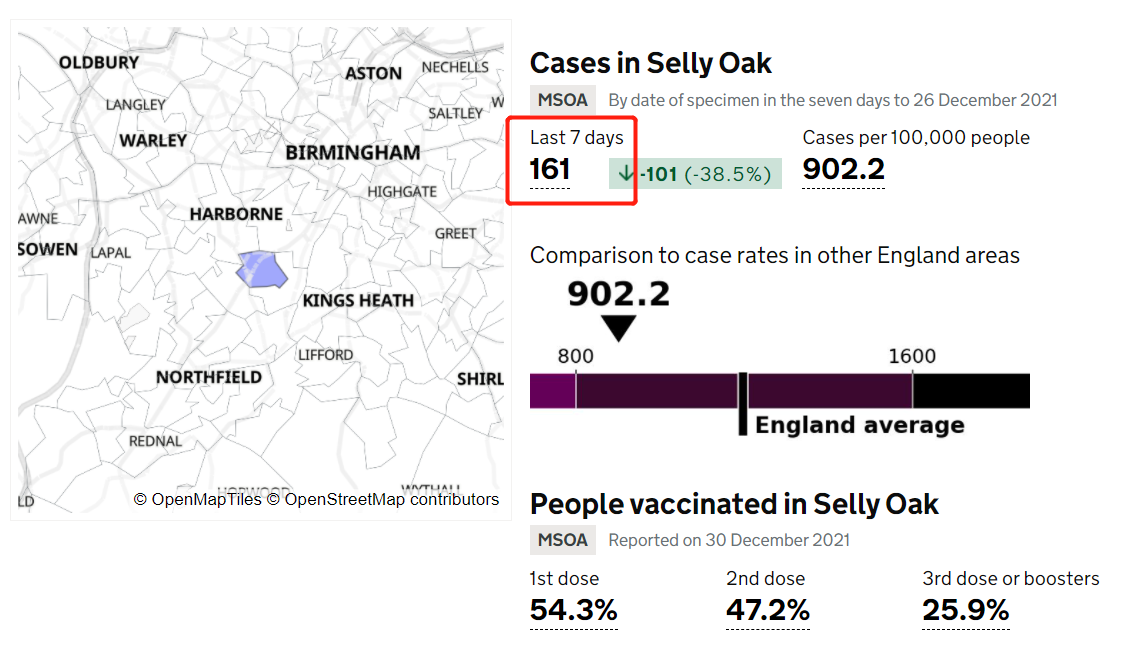 OLDBURY
ASTON
NECHELLS
LANGLEY
SALTLEY
W
WARLEY
BIRMINGHAM
HIGHGATE
AWNE
HARBORNE
GREET
SOWEN
LAPAL
KINGS HEATH
LIFFORD
NORTHFIELD
SHIRL
REDNAL
HOPWOOD
WYTHALL
LD
© OpenMapTiles © OpenStreetMap contributors
Cases in Selly Oak
MSOA By date of specimen in the seven days to 26 December 2021
Last 7 days Cases per 100,000 people
161 ↓-101 (-38.5%) 902.2
Comparison to case rates in other England areas
902.2
800 1600
England average
People vaccinated in Selly Oak
MSOA Reported on 30 December 2021
1st dose 2nd dose 3rd dose or boosters
54.3% 47.2% 25.9%